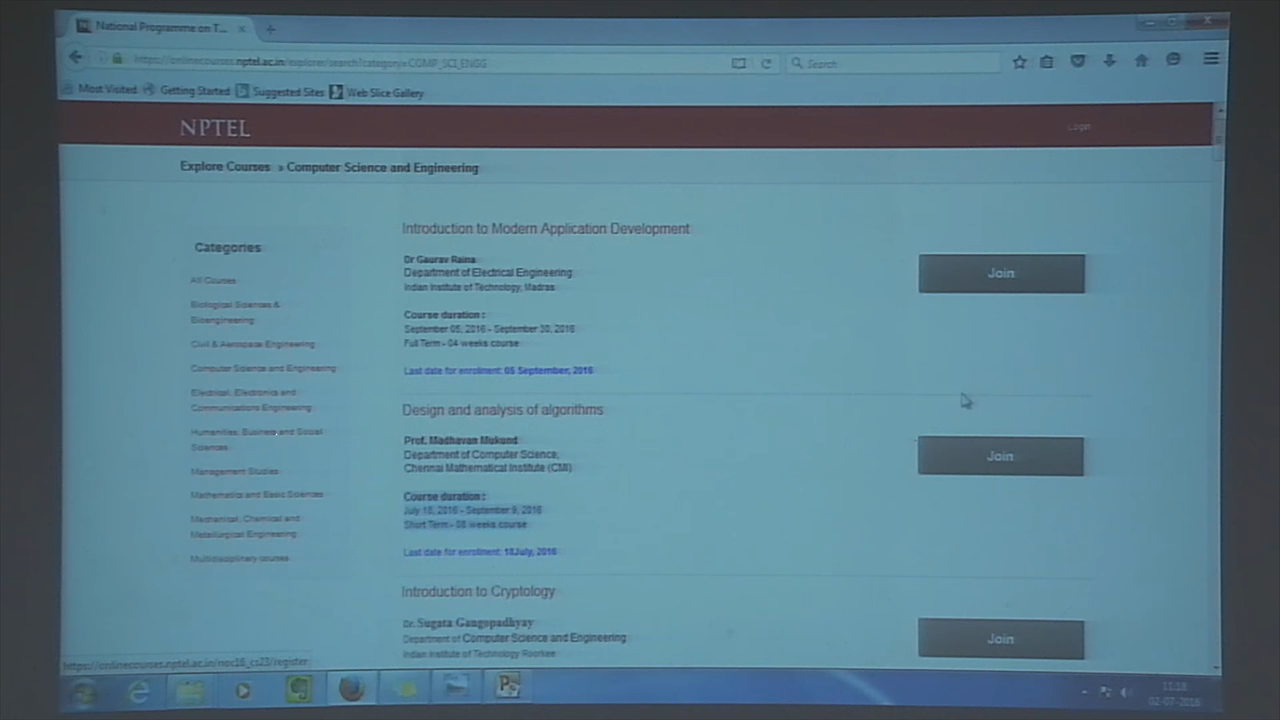 National Programme on T...
https://onlinecourses.nptel.ac.in/explorer/search?category=COMP_SCI_ENGG
Search
Most Visited
Getting Started
Suggested Sites
Web Slice Gallery
NPTEL
Login
Explore Courses » Computer Science and Engineering
Categories
All Courses
Biological Sciences &
Bioengineering
Civil & Aerospace Engineering
Computer Science and Engineering
Electrical, Electronics and
Communications Engineering
Humanities, Business and Social
Sciences
Management Studies
Mathematics and Basic Sciences
Mechanical, Chemical and
Metallurgical Engineering
Multidisciplinary courses
Introduction to Modern Application Development
Dr Gaurav Raina
Department of Electrical Engineering
Indian Institute of Technology, Madras
Course duration :
September 05, 2016 - September 30, 2016
Full Term - 04 weeks course
Last date for enrolment: 05 September, 2016
Join
Design and analysis of algorithms
Prof. Madhavan Mukund
Department of Computer Science,
Chennai Mathematical Institute (CMI)
Course duration :
July 18, 2016 - September 9, 2016
Short Term - 08 weeks course
Last date for enrolment: 18July, 2016
Join
Introduction to Cryptology
Dr. Sugata Gangopadhyay
Department of Computer Science and Engineering
Indian Institute of Technology Roorkee
Join
https://onlinecourses.nptel.ac.in/noc16_cs23/register
11:18
02-07-2016